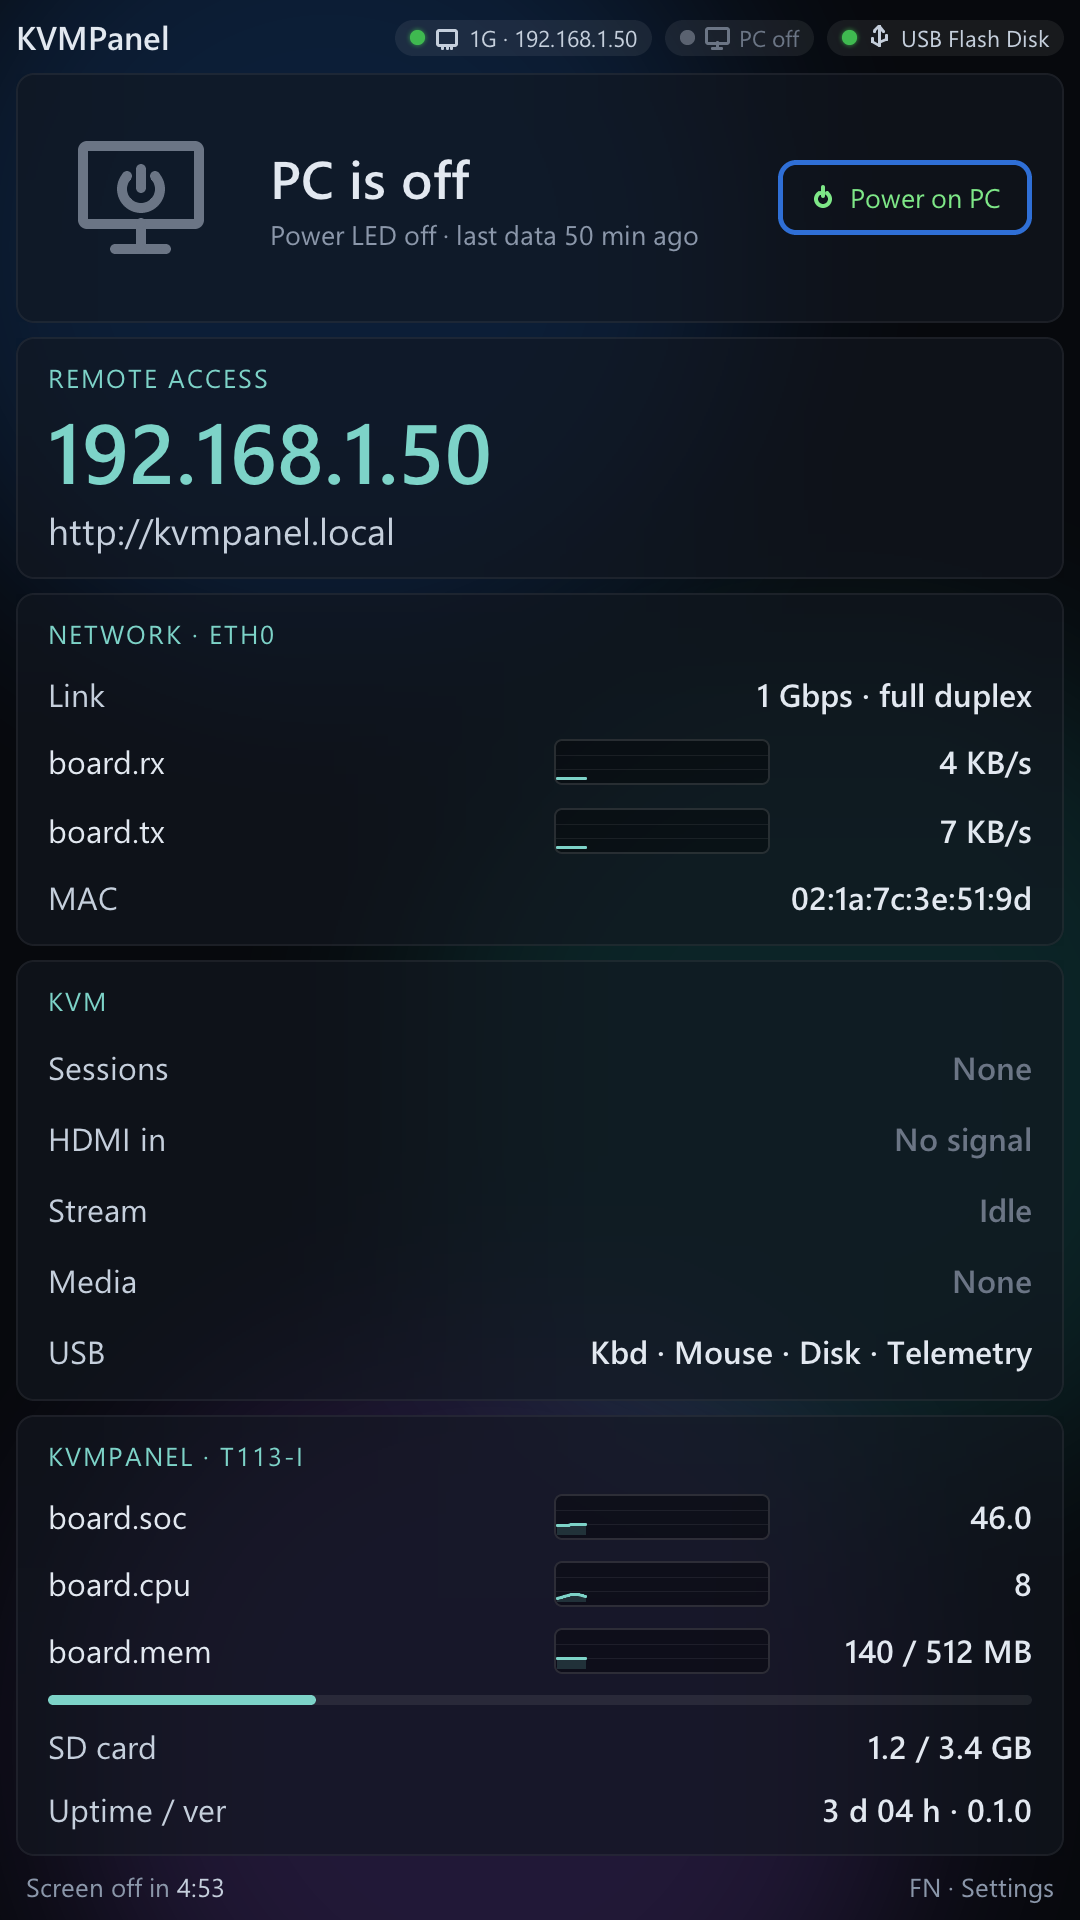 KVMPanel
1G · 192.168.1.50
PC off
USB Flash Disk
PC is off
Power LED off · last data 50 min ago
Power on PC
REMOTE ACCESS
192.168.1.50
http://kvmpanel.local
NETWORK · ETH0
Link 1 Gbps · full duplex
board.rx 4 KB/s
board.tx 7 KB/s
MAC 02:1a:7c:3e:51:9d
KVM
Sessions None
HDMI in No signal
Stream Idle
Media None
USB Kbd · Mouse · Disk · Telemetry
KVMPANEL · T113-I
board.soc 46.0
board.cpu 8
board.mem 140 / 512 MB
SD card 1.2 / 3.4 GB
Uptime / ver 3 d 04 h · 0.1.0
Screen off in 4:53
FN · Settings